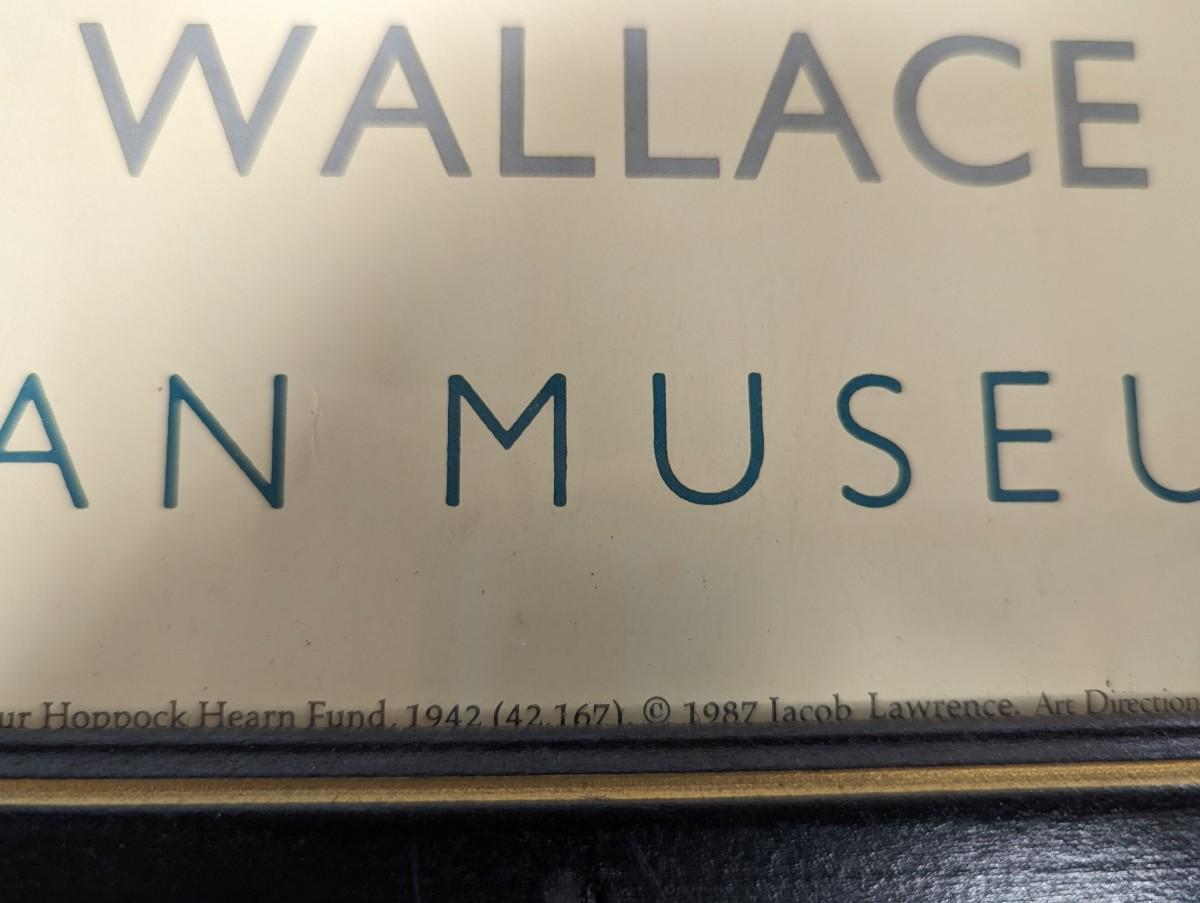 WALLACE
AN MUSEU
ur Hoppock Hearn Fund, 1942 (42.167). © 1987 Jacob Lawrence. Art Direction